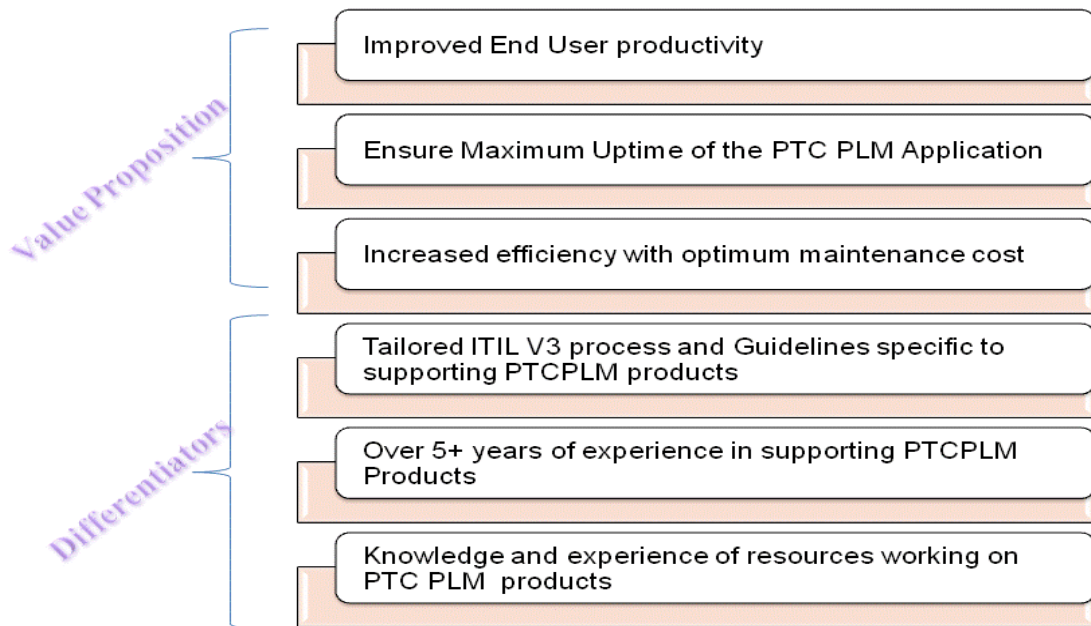 Value Proposition
Improved End User productivity
Ensure Maximum Uptime of the PTC PLM Application
Increased efficiency with optimum maintenance cost
Differentiators
Tailored ITIL V3 process and Guidelines specific to
supporting PTCPLM products
Over 5+ years of experience in supporting PTCPLM
Products
Knowledge and experience of resources working on
PTC PLM  products